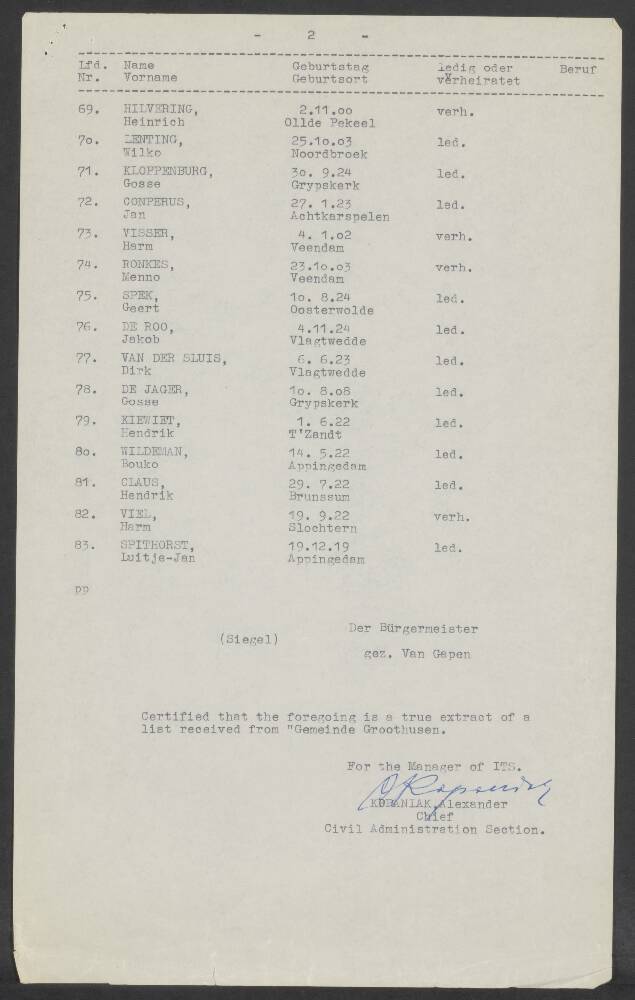 - 2 -
Lfd. Name Geburtstag ledig oder Beruf
Nr. Vorname Geburtsort verheiratet
69. HILVERING, 2.11.oo verh.
Heinrich Ollde Pekeel
7o. LENTING, 25.1o.o3 led.
Wilko Noordbroek
71. KLOPPENBURG, 3o. 9.24 led.
Gosse Grypskerk
72. CONPERUS, 27. 1.23 led.
Jan Achtkarspelen
73. VISSER, 4. 1.o2 verh.
Harm Veendam
74. RONKES, 23.1o.o3 verh.
Menno Veendam
75. SPEK, 1o. 8.24 led.
Geert Oosterwolde
76. DE ROO, 4.11.24 led.
Jakob Vlagtwedde
77. VAN DER SLUIS, 6. 6.23 led.
Dirk Vlagtwedde
78. DE JAGER, 1o. 8.o8 led.
Gosse Grypskerk
79. KIEWIET, 1. 6.22 led.
Hendrik T'Zandt
8o. WILDEMAN, 14. 5.22 led.
Bouko Appingedam
81. CLAUS, 29. 7.22 led.
Hendrik Brunssum
82. VIEL, 19. 9.22 verh.
Harm Slochtern
83. SPITHORST, 19.12.19 led.
Luitje-Jan Appingedam
pp
Der Bürgermeister
(Siegel)
gez. Van Gepen
Certified that the foregoing is a true extract of a
list received from "Gemeinde Groothusen.
For the Manager of ITS.
Alexander
Chief
Civil Administration Section.